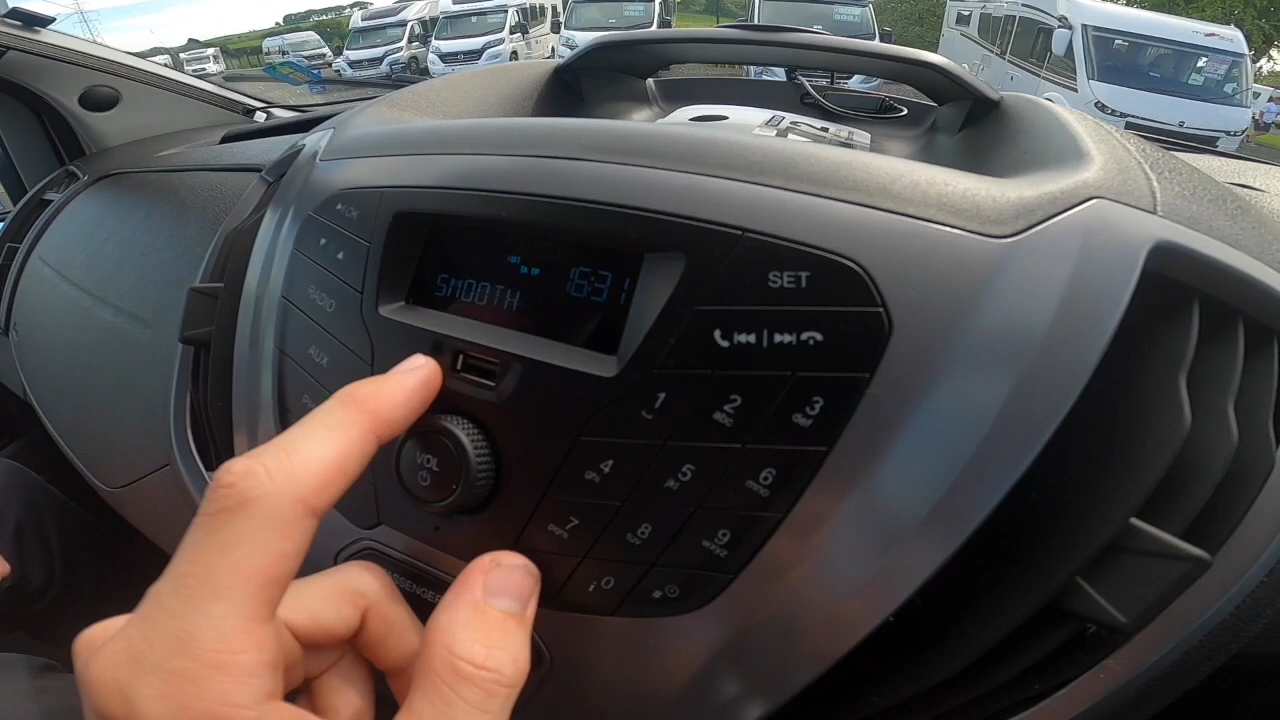 OK
RADIO
AUX
SMOOTH 16:31
SET
VOL
1
2 abc
3 def
4 ghi
5 jkl
6 mno
7 pqrs
8 tuv
9 wxyz
i 0